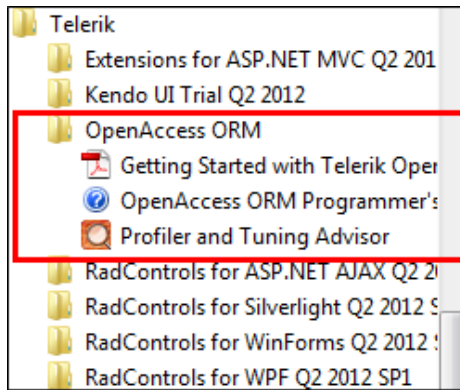 Telerik
Extensions for ASP.NET MVC Q2 201
Kendo UI Trial Q2 2012
OpenAccess ORM
Getting Started with Telerik Oper
OpenAccess ORM Programmer's
Profiler and Tuning Advisor
RadControls for ASP.NET AJAX Q2 2
RadControls for Silverlight Q2 2012 S
RadControls for WinForms Q2 2012
RadControls for WPF Q2 2012 SP1